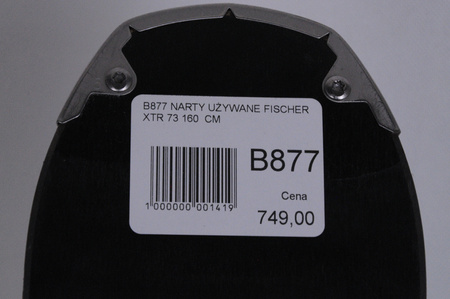 B877 NARTY UŻYWANE FISCHER
XTR 73 160 CM
B877
1 000000 001419
Cena
749,00